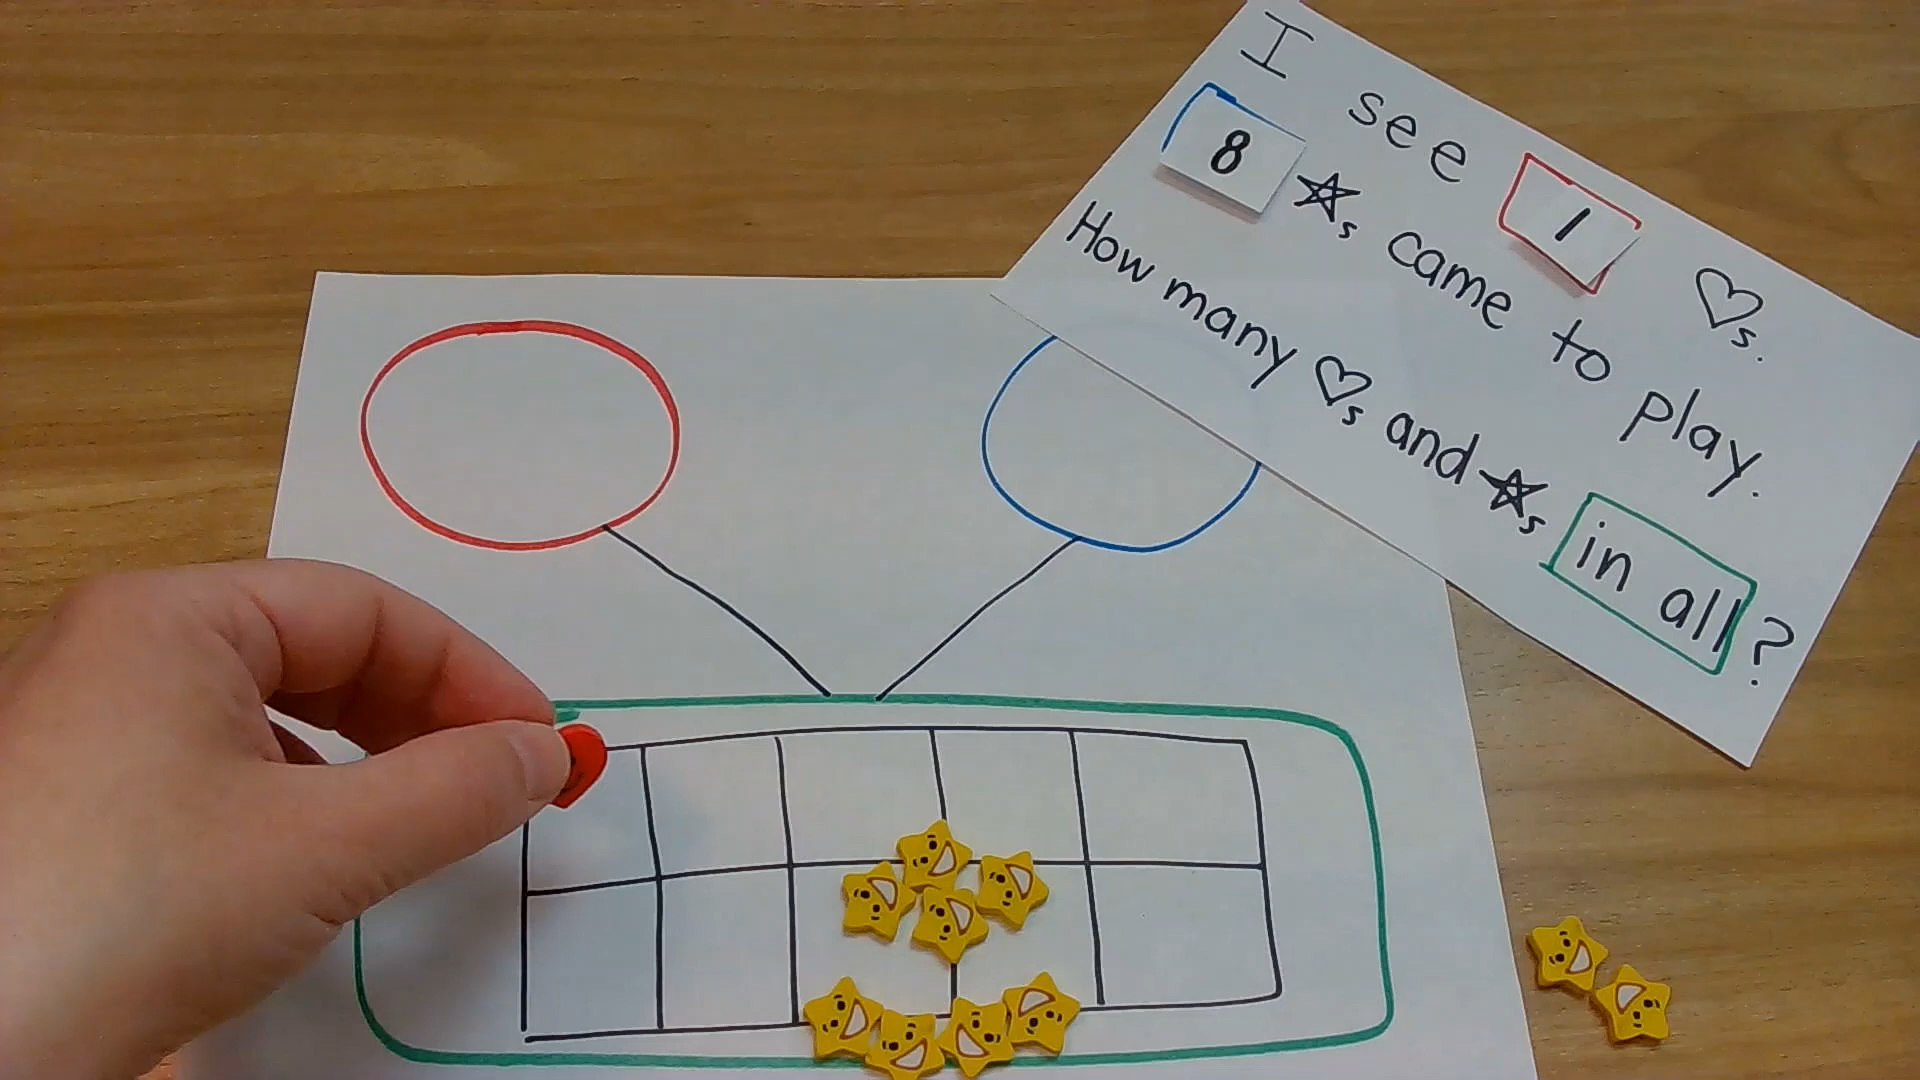 I see 1 ♡s.
8 ☆s came to play.
How many ♡s and ☆s in all?